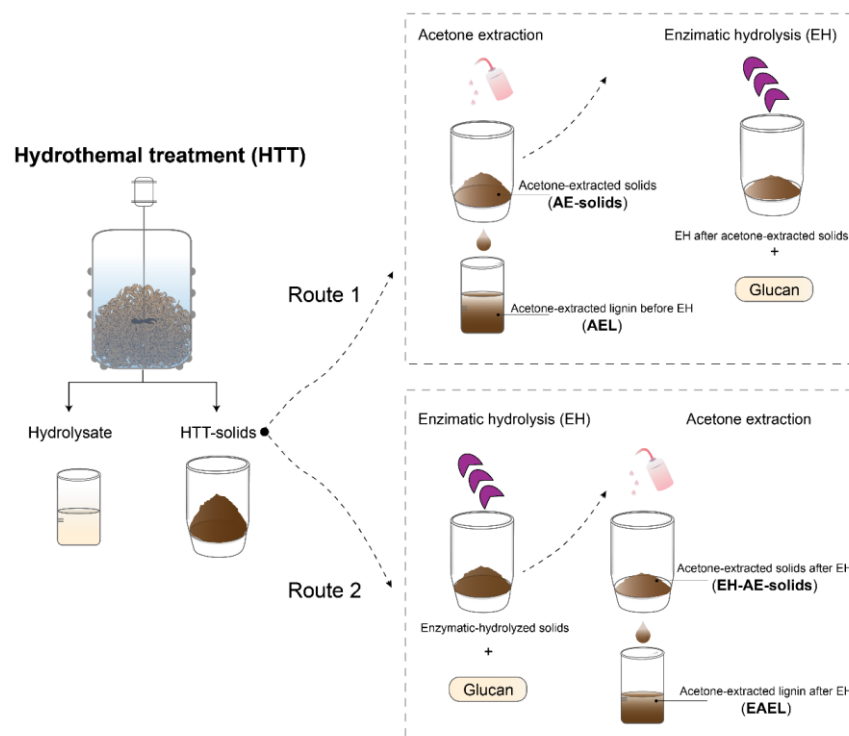 Hydrothemal treatment (HTT)
Hydrolysate
HTT-solids
Route 1
Acetone extraction
Enzimatic hydrolysis (EH)
Acetone-extracted solids
(AE-solids)
Acetone-extracted lignin before EH
(AEL)
EH after acetone-extracted solids
+
Glucan
Route 2
Enzimatic hydrolysis (EH)
Acetone extraction
Enzymatic-hydrolyzed solids
+
Glucan
Acetone-extracted solids after EH
(EH-AE-solids)
Acetone-extracted lignin after EH
(EAEL)